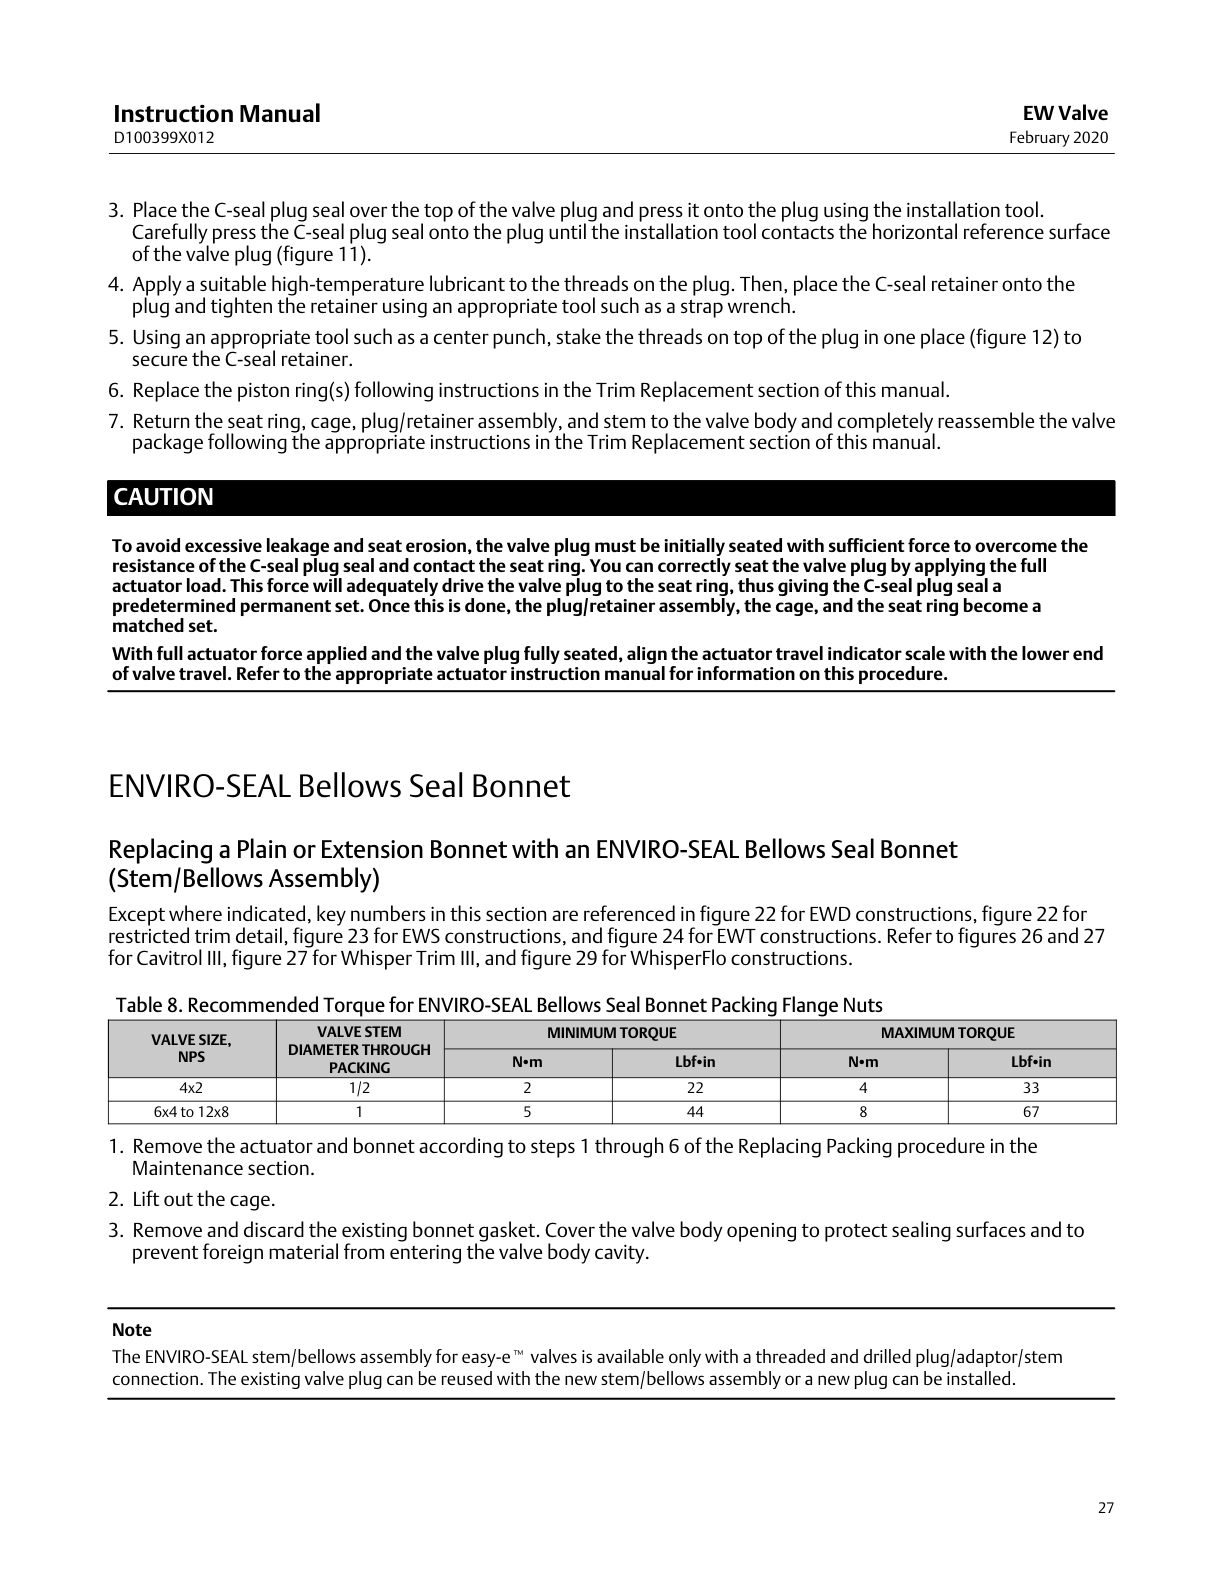 Instruction Manual
D100399X012
EW Valve
February 2020
3. Place the C-seal plug seal over the top of the valve plug and press it onto the plug using the installation tool.
Carefully press the C-seal plug seal onto the plug until the installation tool contacts the horizontal reference surface
of the valve plug (figure 11).
4. Apply a suitable high-temperature lubricant to the threads on the plug. Then, place the C-seal retainer onto the
plug and tighten the retainer using an appropriate tool such as a strap wrench.
5. Using an appropriate tool such as a center punch, stake the threads on top of the plug in one place (figure 12) to
secure the C-seal retainer.
6. Replace the piston ring(s) following instructions in the Trim Replacement section of this manual.
7. Return the seat ring, cage, plug/retainer assembly, and stem to the valve body and completely reassemble the valve
package following the appropriate instructions in the Trim Replacement section of this manual.
CAUTION
To avoid excessive leakage and seat erosion, the valve plug must be initially seated with sufficient force to overcome the
resistance of the C-seal plug seal and contact the seat ring. You can correctly seat the valve plug by applying the full
actuator load. This force will adequately drive the valve plug to the seat ring, thus giving the C-seal plug seal a
predetermined permanent set. Once this is done, the plug/retainer assembly, the cage, and the seat ring become a
matched set.
With full actuator force applied and the valve plug fully seated, align the actuator travel indicator scale with the lower end
of valve travel. Refer to the appropriate actuator instruction manual for information on this procedure.
ENVIRO-SEAL Bellows Seal Bonnet
Replacing a Plain or Extension Bonnet with an ENVIRO-SEAL Bellows Seal Bonnet
(Stem/Bellows Assembly)
Except where indicated, key numbers in this section are referenced in figure 22 for EWD constructions, figure 22 for
restricted trim detail, figure 23 for EWS constructions, and figure 24 for EWT constructions. Refer to figures 26 and 27
for Cavitrol III, figure 27 for Whisper Trim III, and figure 29 for WhisperFlo constructions.
Table 8. Recommended Torque for ENVIRO-SEAL Bellows Seal Bonnet Packing Flange Nuts
VALVE SIZE,
NPS
VALVE STEM
DIAMETER THROUGH
PACKING
MINIMUM TORQUE
MAXIMUM TORQUE
N•m
Lbf•in
N•m
Lbf•in
4x2 1/2 2 22 4 33
6x4 to 12x8 1 5 44 8 67
1. Remove the actuator and bonnet according to steps 1 through 6 of the Replacing Packing procedure in the
Maintenance section.
2. Lift out the cage.
3. Remove and discard the existing bonnet gasket. Cover the valve body opening to protect sealing surfaces and to
prevent foreign material from entering the valve body cavity.
Note
The ENVIRO-SEAL stem/bellows assembly for easy-e™ valves is available only with a threaded and drilled plug/adaptor/stem
connection. The existing valve plug can be reused with the new stem/bellows assembly or a new plug can be installed.
27